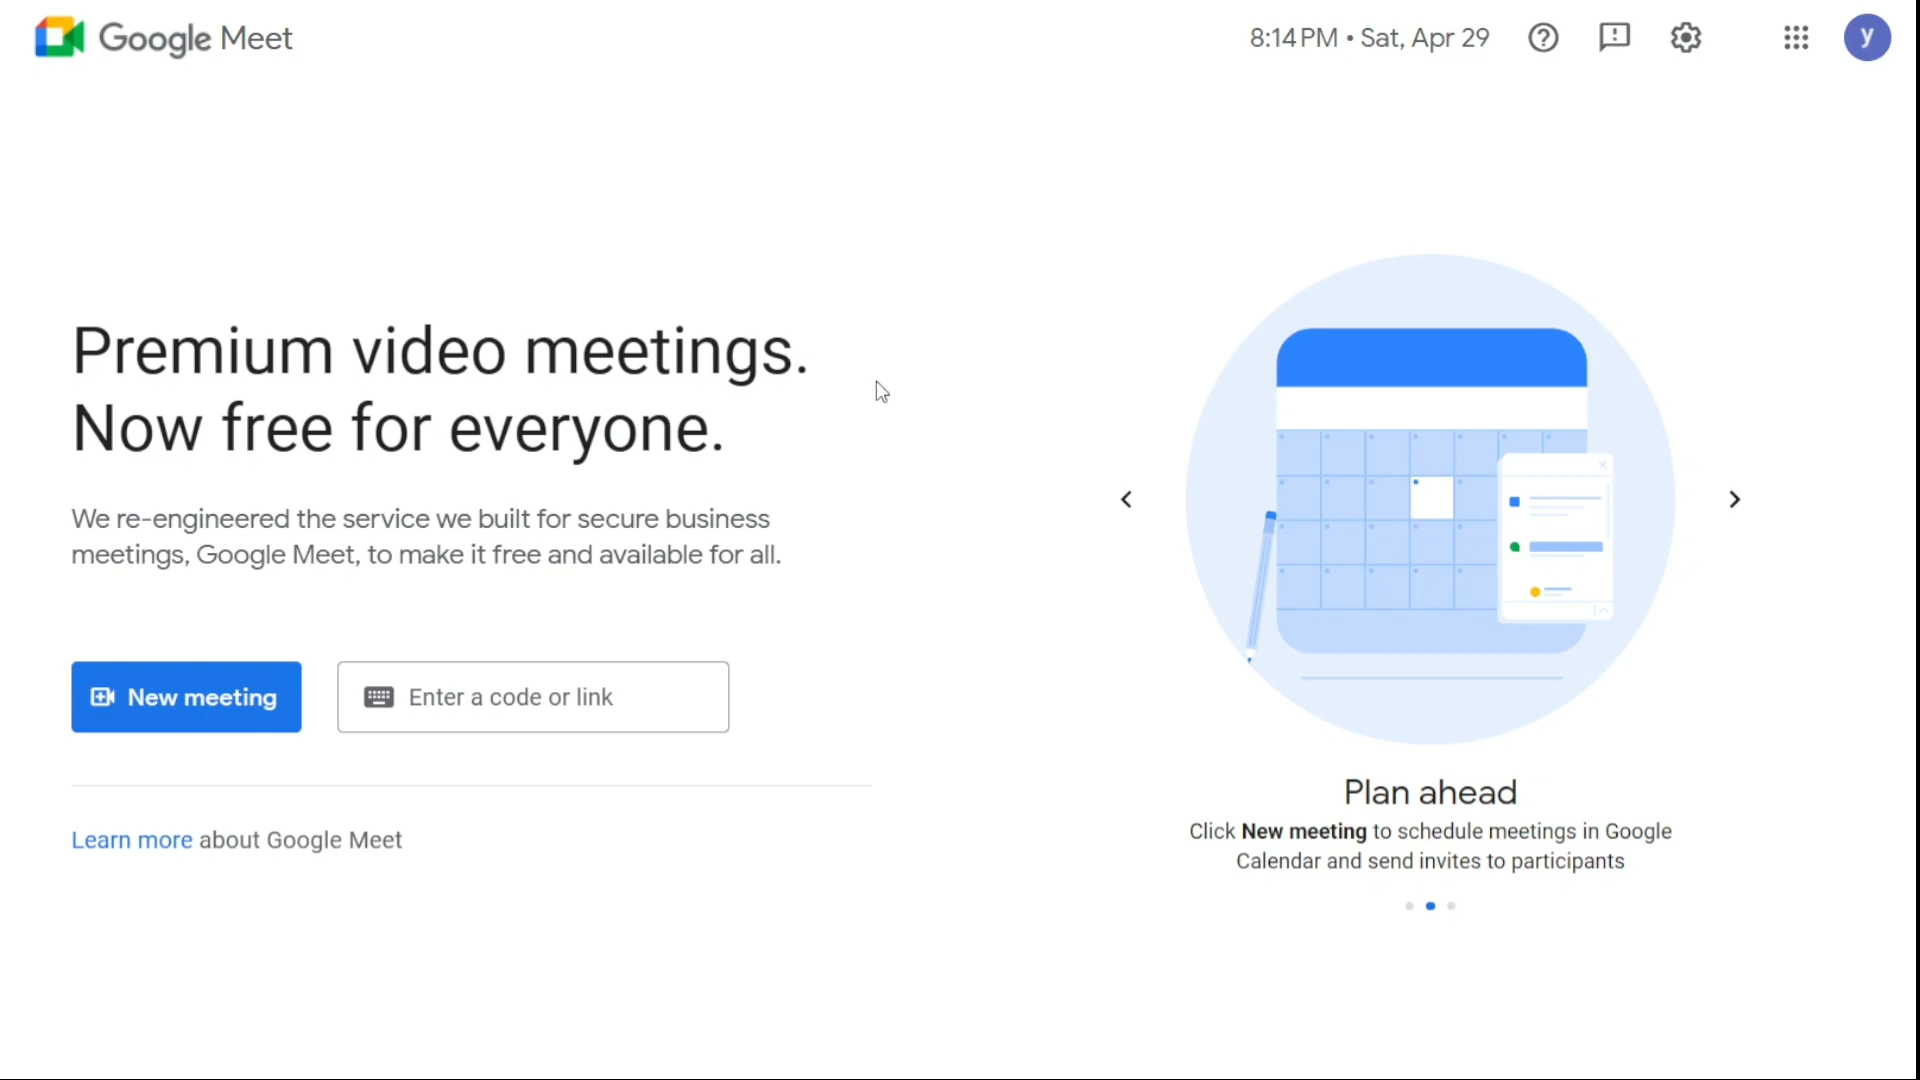 Google Meet
8:14 PM • Sat, Apr 29
y
Premium video meetings.
Now free for everyone.
We re-engineered the service we built for secure business
meetings, Google Meet, to make it free and available for all.
New meeting
Enter a code or link
Learn more about Google Meet
Plan ahead
Click New meeting to schedule meetings in Google
Calendar and send invites to participants